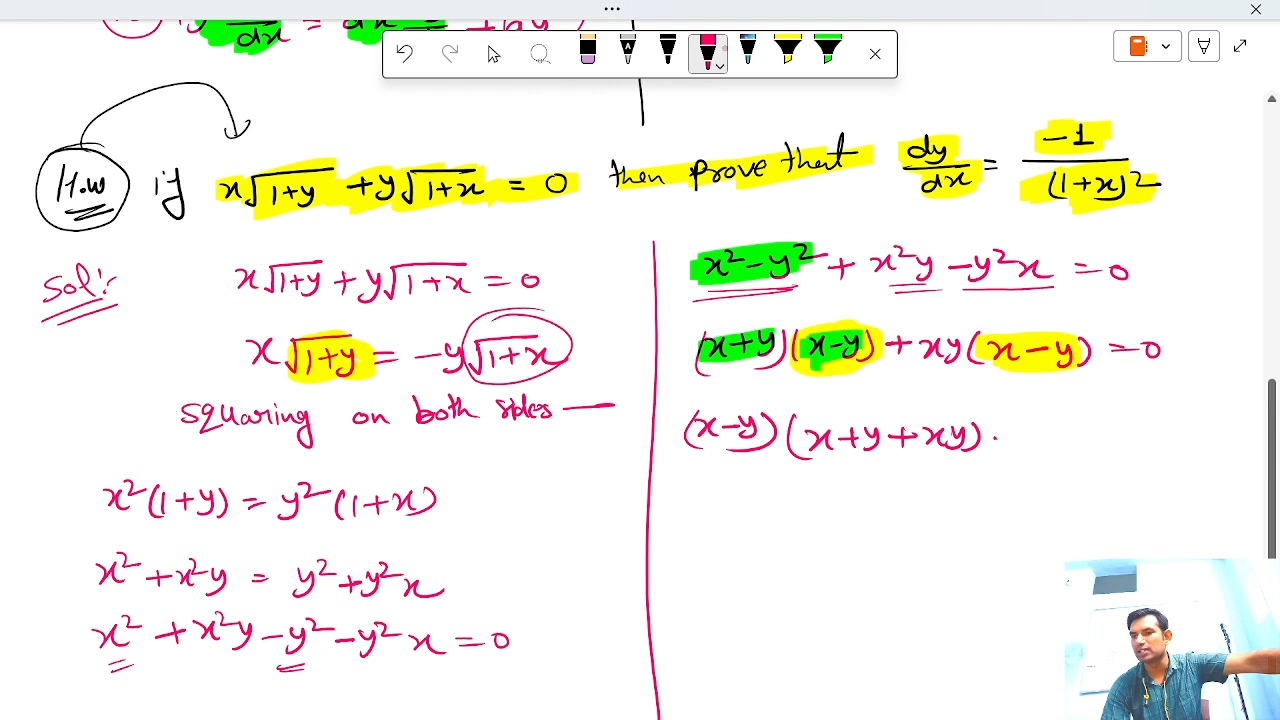 dy/dx =
H.w if x√(1+y) + y√(1+x) = 0 then prove that dy/dx = -1/(1+x)²
Sol:
x√(1+y) + y√(1+x) = 0
x√(1+y) = -y√(1+x)
squaring on both sides —
x²(1+y) = y²(1+x)
x² + x²y = y² + y²x
x² + x²y - y² - y²x = 0
x² - y² + x²y - y²x = 0
(x+y)(x-y) + xy(x-y) = 0
(x-y)(x+y+xy) .